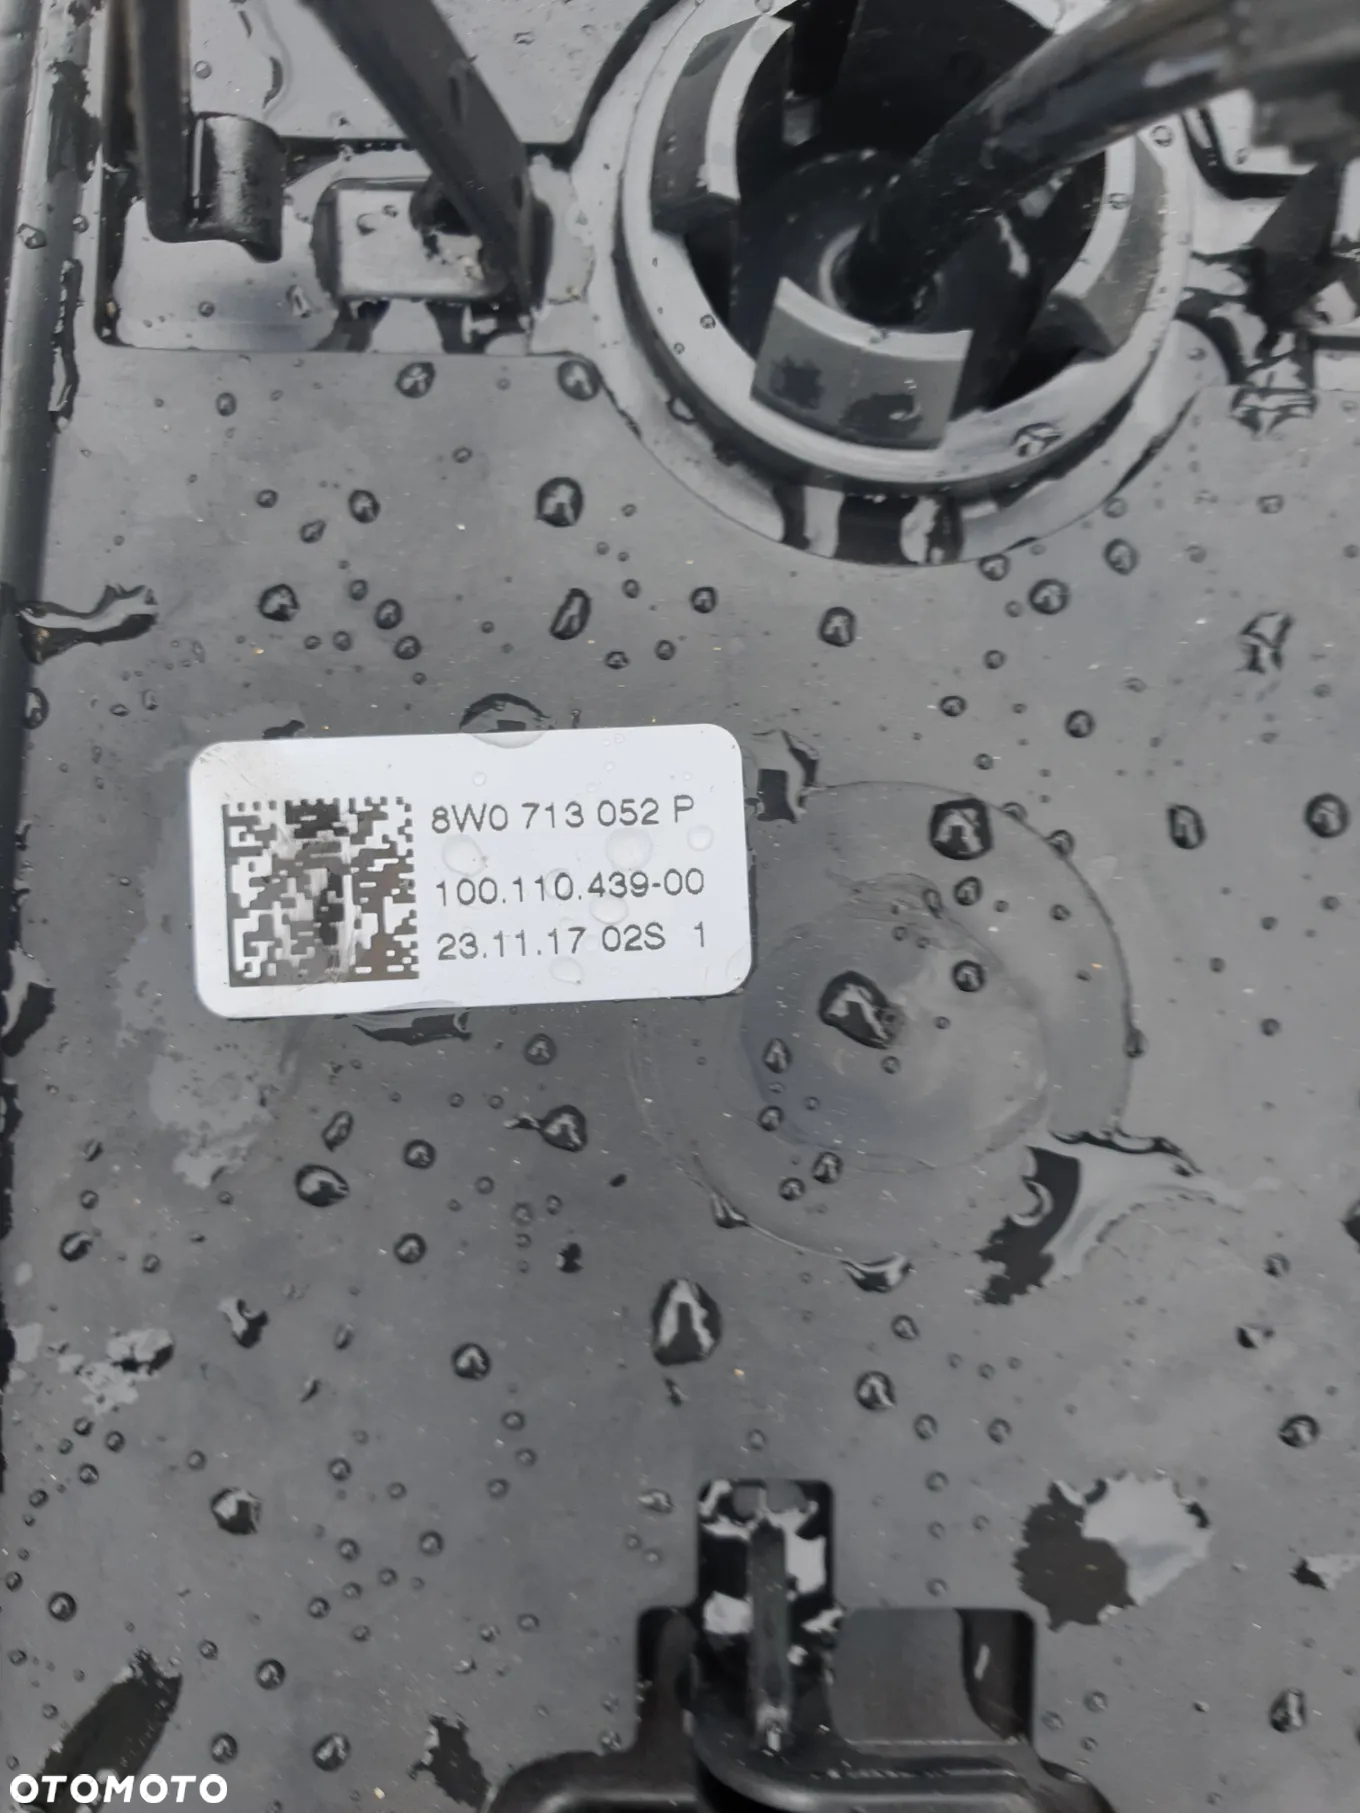 8W0 713 052 P
100.110.439-00
23.11.17 02S 1
OTOMOTO